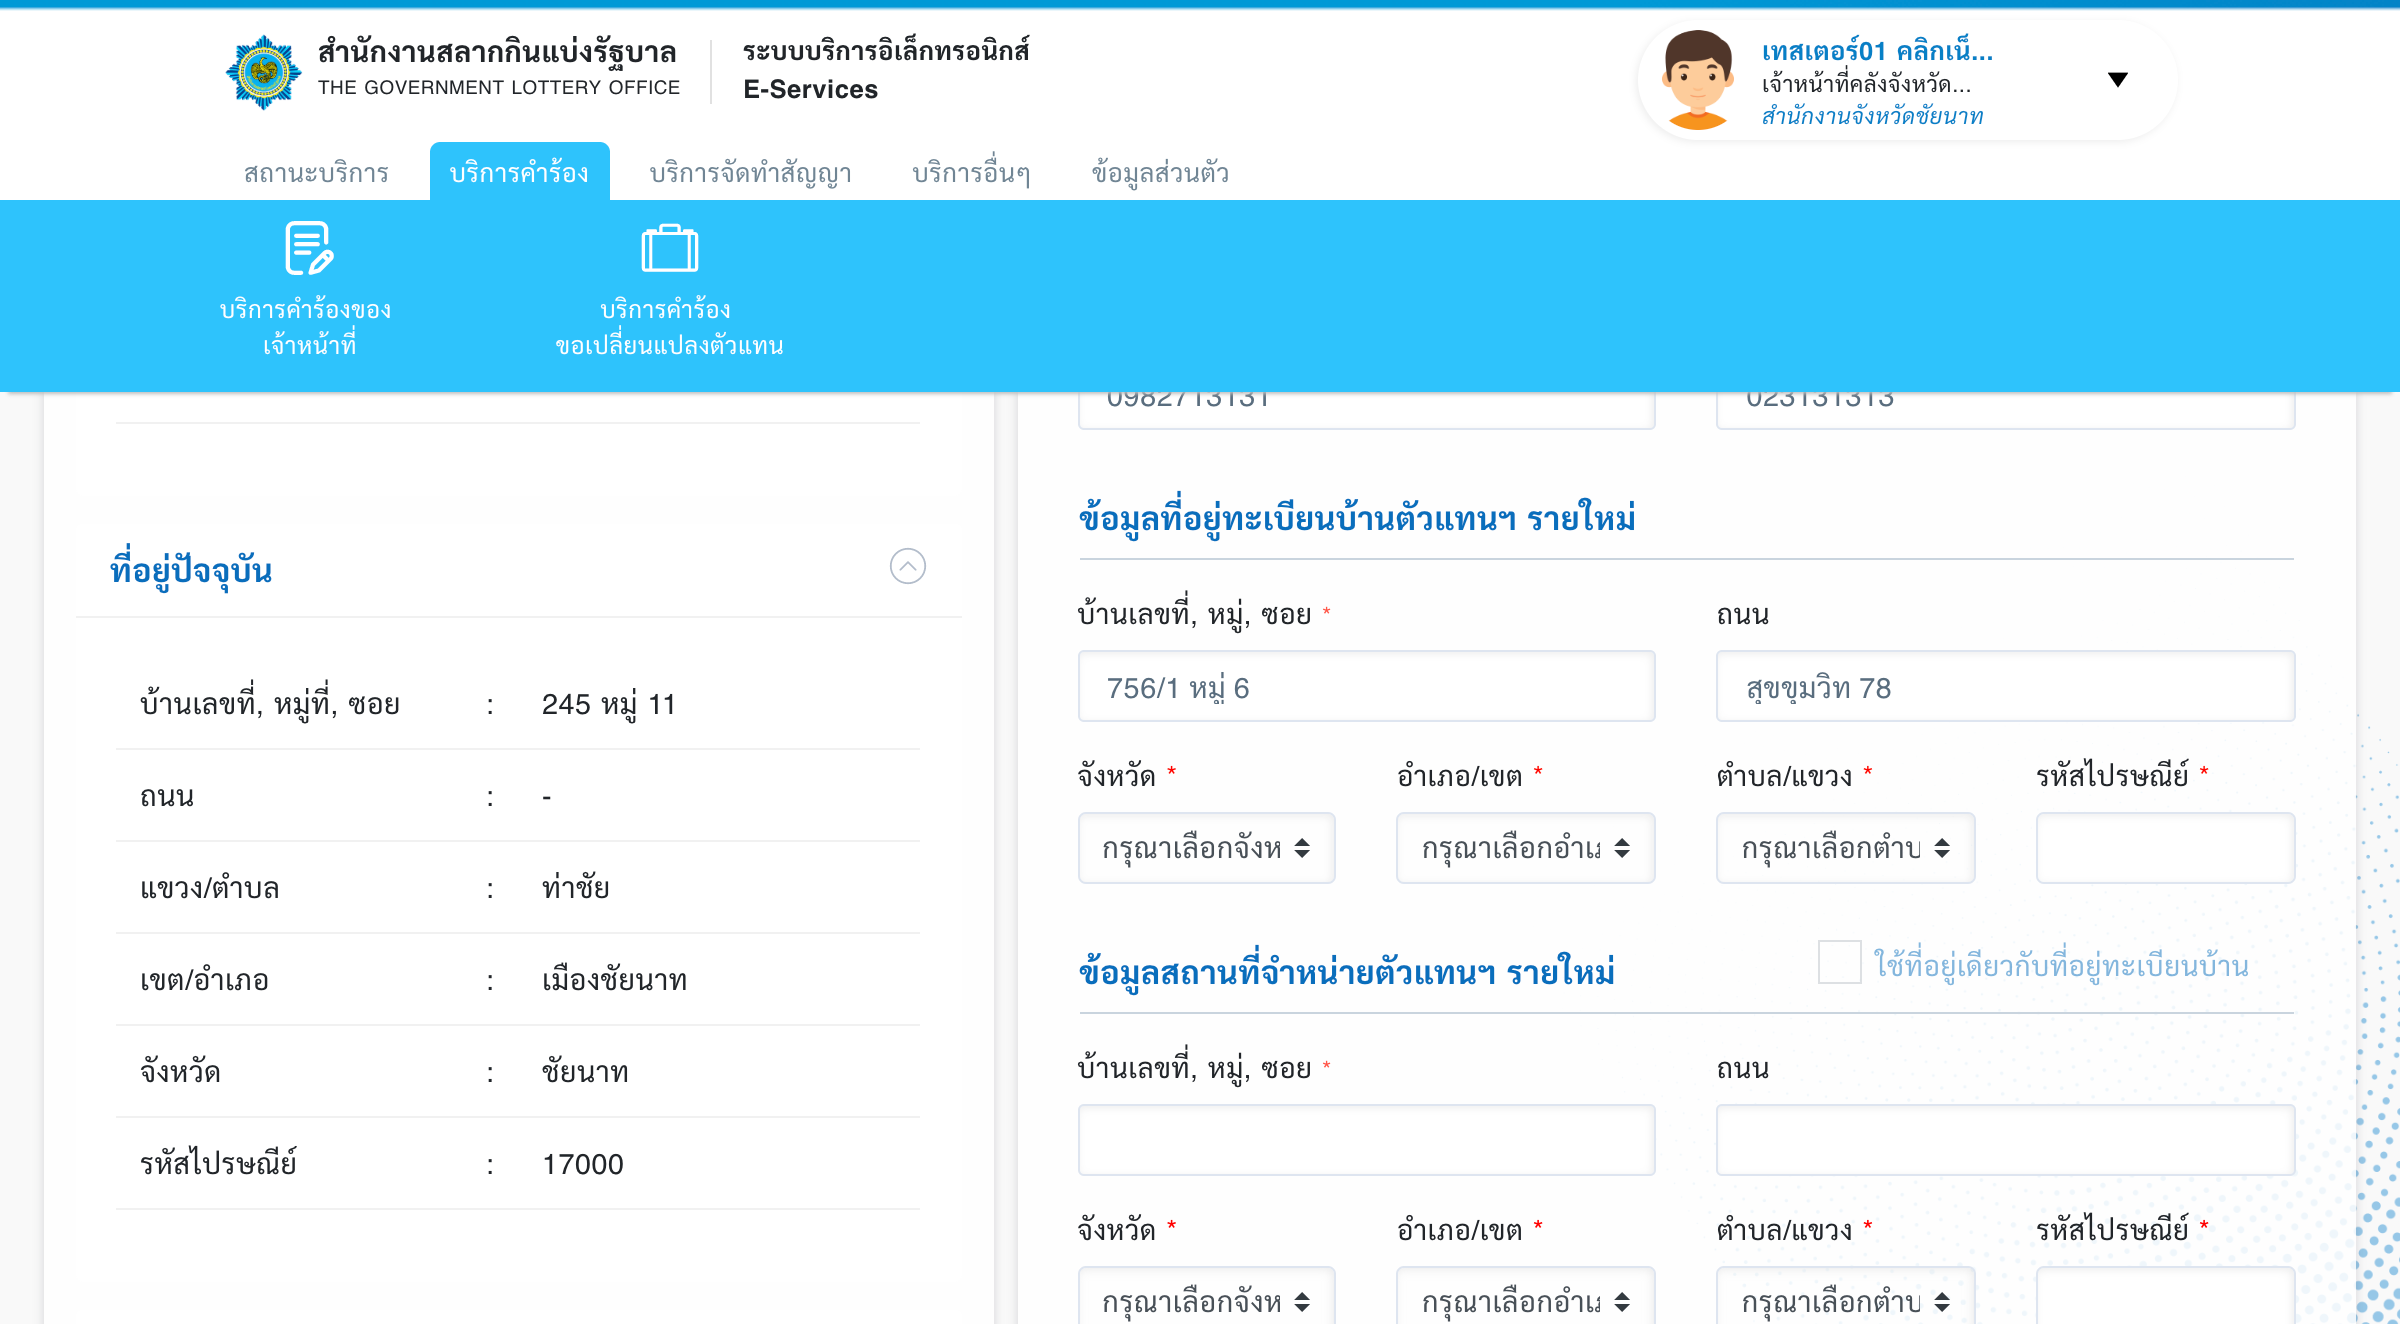 สำนักงานสลากกินแบ่งรัฐบาล
THE GOVERNMENT LOTTERY OFFICE
ระบบบริการอิเล็กทรอนิกส์
E-Services
เทสเตอร์01 คลิกเน็...
เจ้าหน้าที่คลังจังหวัด...
สำนักงานจังหวัดชัยนาท
สถานะบริการ
บริการคำร้อง
บริการจัดทำสัญญา
บริการอื่นๆ
ข้อมูลส่วนตัว
บริการคำร้องของ
เจ้าหน้าที่
บริการคำร้อง
ขอเปลี่ยนแปลงตัวแทน
ที่อยู่ปัจจุบัน
บ้านเลขที่, หมู่ที่, ซอย : 245 หมู่ 11
ถนน : -
แขวง/ตำบล : ท่าชัย
เขต/อำเภอ : เมืองชัยนาท
จังหวัด : ชัยนาท
รหัสไปรษณีย์ : 17000
0982713131
023131313
ข้อมูลที่อยู่ทะเบียนบ้านตัวแทนฯ รายใหม่
บ้านเลขที่, หมู่, ซอย *
ถนน
756/1 หมู่ 6
สุขขุมวิท 78
จังหวัด *
อำเภอ/เขต *
ตำบล/แขวง *
รหัสไปรษณีย์ *
กรุณาเลือกจังห
กรุณาเลือกอำเภ
กรุณาเลือกตำบ
ข้อมูลสถานที่จำหน่ายตัวแทนฯ รายใหม่
ใช้ที่อยู่เดียวกับที่อยู่ทะเบียนบ้าน
บ้านเลขที่, หมู่, ซอย *
ถนน
จังหวัด *
อำเภอ/เขต *
ตำบล/แขวง *
รหัสไปรษณีย์ *
กรุณาเลือกจังห
กรุณาเลือกอำเภ
กรุณาเลือกตำบ